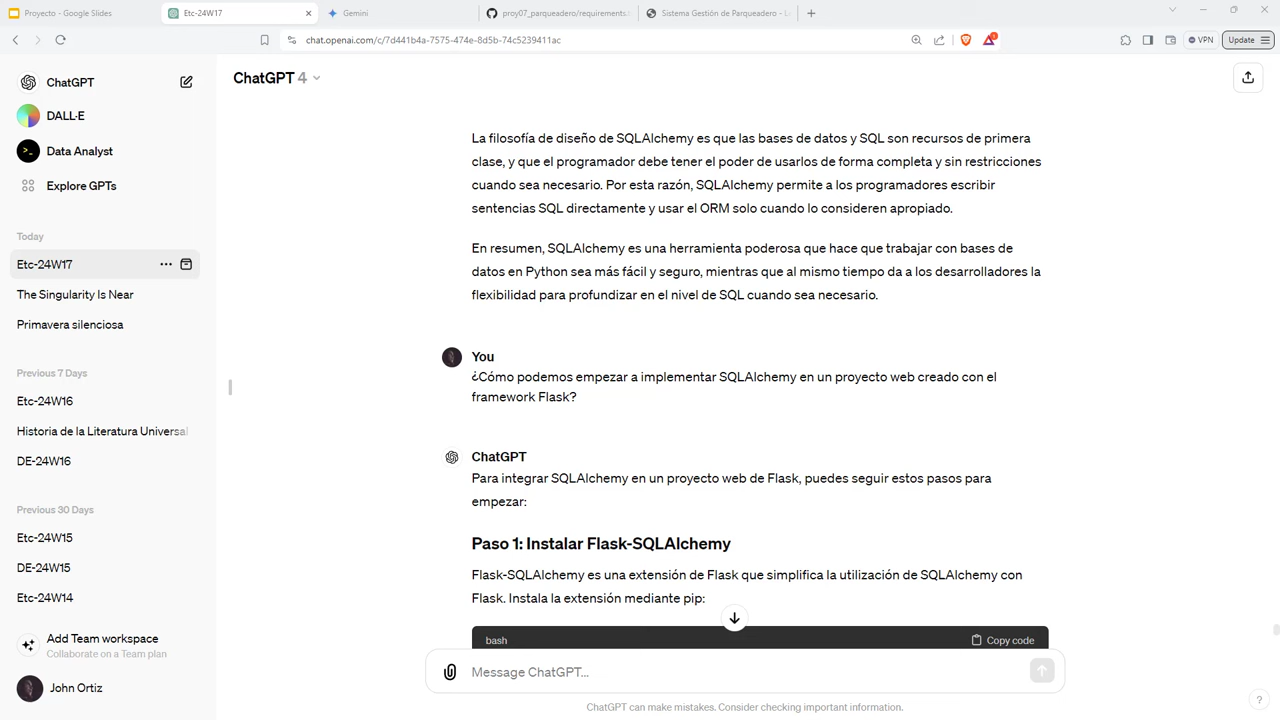 Proyecto - Google Slides
Etc-24W17
Gemini
proy07_parqueadero/requirements
Sistema Gestión de Parqueadero - L
chat.openai.com/c/7d441b4a-7575-474e-8d5b-74c5239411ac
VPN
Update
ChatGPT
DALL·E
Data Analyst
Explore GPTs
Today
Etc-24W17
The Singularity Is Near
Primavera silenciosa
Previous 7 Days
Etc-24W16
Historia de la Literatura Universal
DE-24W16
Previous 30 Days
Etc-24W15
DE-24W15
Etc-24W14
Add Team workspace
Collaborate on a Team plan
John Ortiz
ChatGPT 4
La filosofía de diseño de SQLAlchemy es que las bases de datos y SQL son recursos de primera
clase, y que el programador debe tener el poder de usarlos de forma completa y sin restricciones
cuando sea necesario. Por esta razón, SQLAlchemy permite a los programadores escribir
sentencias SQL directamente y usar el ORM solo cuando lo consideren apropiado.
En resumen, SQLAlchemy es una herramienta poderosa que hace que trabajar con bases de
datos en Python sea más fácil y seguro, mientras que al mismo tiempo da a los desarrolladores la
flexibilidad para profundizar en el nivel de SQL cuando sea necesario.
You
¿Cómo podemos empezar a implementar SQLAlchemy en un proyecto web creado con el
framework Flask?
ChatGPT
Para integrar SQLAlchemy en un proyecto web de Flask, puedes seguir estos pasos para
empezar:
Paso 1: Instalar Flask-SQLAlchemy
Flask-SQLAlchemy es una extensión de Flask que simplifica la utilización de SQLAlchemy con
Flask. Instala la extensión mediante pip:
bash
Copy code
Message ChatGPT...
ChatGPT can make mistakes. Consider checking important information.
?